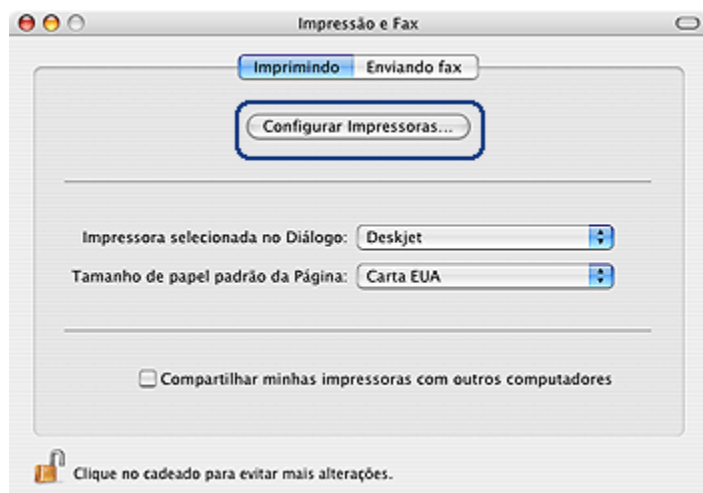 Impressão e Fax
Imprimindo Enviando fax
Configurar Impressoras...
Impressora selecionada no Diálogo: Deskjet
Tamanho de papel padrão da Página: Carta EUA
Compartilhar minhas impressoras com outros computadores
Clique no cadeado para evitar mais alterações.